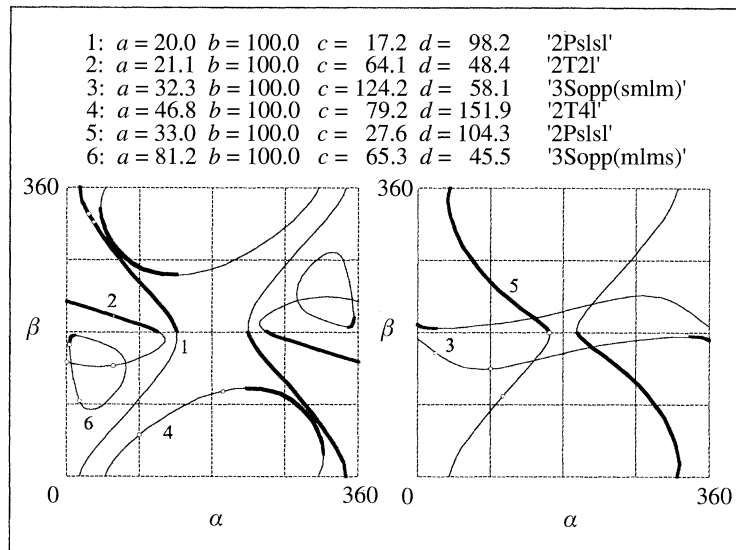 1: a = 20.0 b = 100.0 c = 17.2 d = 98.2 '2Pslsl'
2: a = 21.1 b = 100.0 c = 64.1 d = 48.4 '2T2l'
3: a = 32.3 b = 100.0 c = 124.2 d = 58.1 '3Sopp(smlm)'
4: a = 46.8 b = 100.0 c = 79.2 d = 151.9 '2T4l'
5: a = 33.0 b = 100.0 c = 27.6 d = 104.3 '2Pslsl'
6: a = 81.2 b = 100.0 c = 65.3 d = 45.5 '3Sopp(mlms)'
360
β
2
1
6
4
0
360
α
360
β
5
3
0
360
α